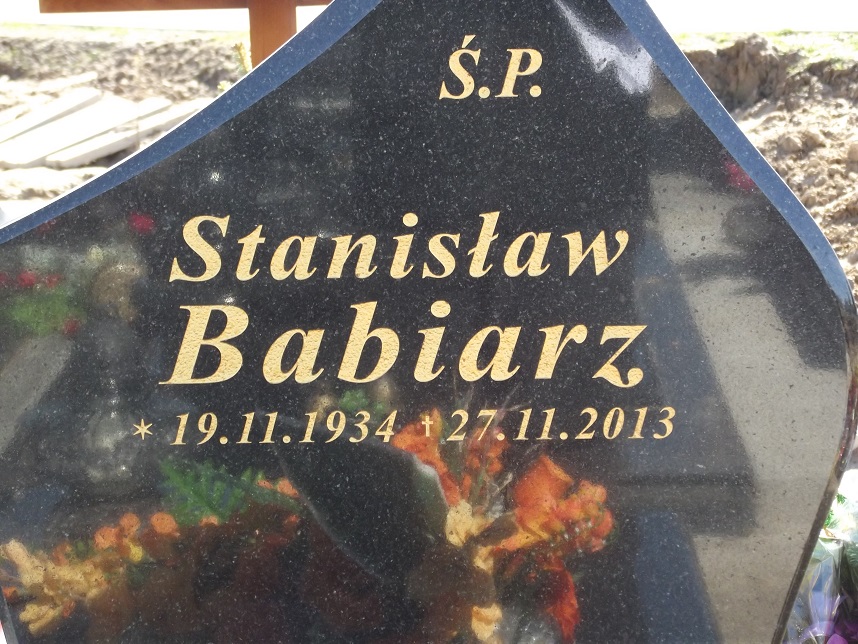 Ś.P.
Stanisław
Babiarz
✶ 19.11.1934 ✝ 27.11.2013